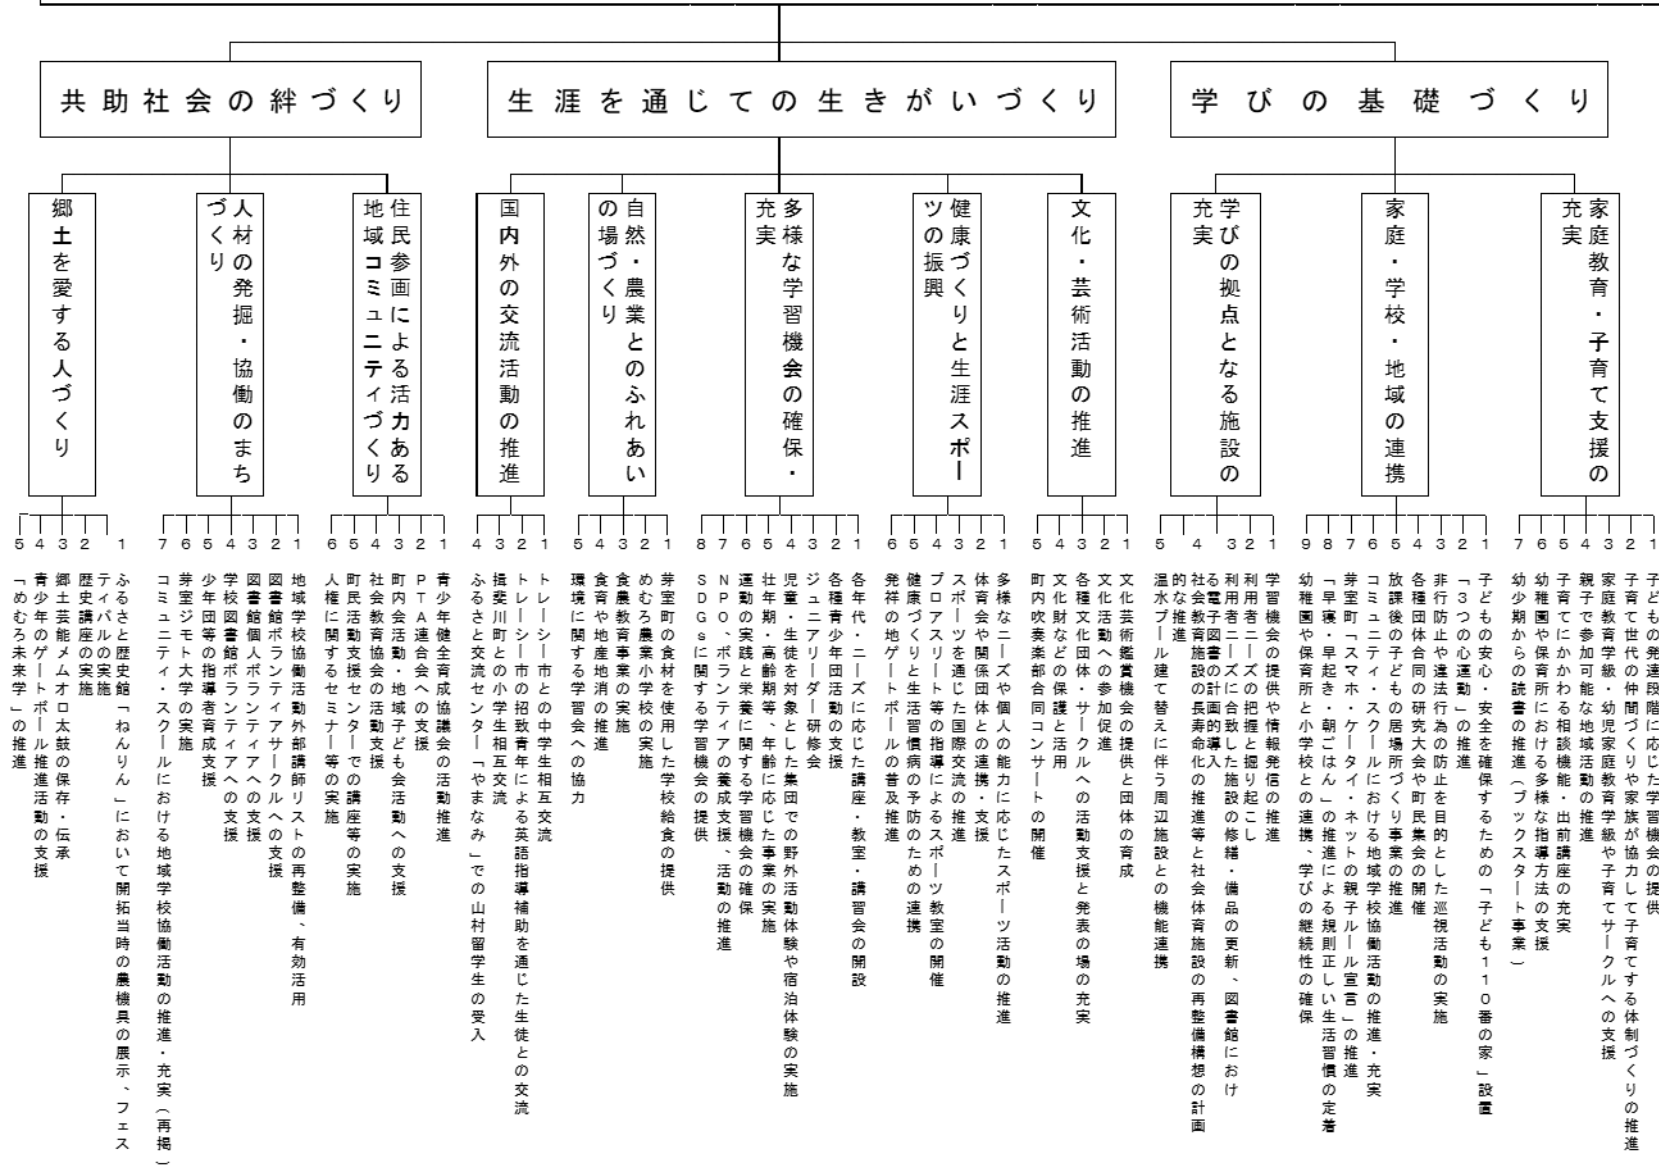 学びの基礎づくり
家庭教育・子育て支援の
充実
1 子どもの発達段階に応じた学習機会の提供
2 子育て世代の仲間づくりや家族が協力して子育てする体制づくりの推進
3 家庭教育学級・幼児家庭教育学級や子育てサークルへの支援
4 親子で参加可能な地域活動の推進
5 子育てにかかわる相談機能・出前講座の充実
6 幼稚園や保育所における多様な指導方法の支援
7 幼少期からの読書の推進(ブックスタート事業)
家庭・学校・地域の連携
1 子どもの安心・安全を確保するための「子ども110番の家」設置
2 「3つの心運動」の推進
3 非行防止や違法行為の防止を目的とした巡視活動の実施
4 各種団体合同の研究大会や町民集会の開催
5 放課後の子どもの居場所づくり事業の推進
6 コミュニティ・スクールにおける地域学校協働活動の推進・充実
7 芽室町「スマホ・ケータイ・ネットの親子ルール宣言」の推進
8 「早寝・早起き・朝ごはん」の推進による規則正しい生活習慣の定着
9 幼稚園や保育所と小学校との連携、学びの継続性の確保
学びの拠点となる施設の
充実
1 学習機会の提供や情報発信の推進
2 利用者ニーズの把握と掘り起こし
3 利用者ニーズに合致した施設の修繕・備品の更新、図書館におけ
る電子図書の計画的導入
4 社会教育施設の長寿命化の推進等と社会体育施設の再整備構想の計画
的な推進
5 温水プール建て替えに伴う周辺施設との機能連携
生涯を通じての生きがいづくり
文化・芸術活動の推進
1 文化芸術鑑賞機会の提供と団体の育成
2 文化活動への参加促進
3 各種文化団体・サークルへの活動支援と発表の場の充実
4 文化財などの保護と活用
5 町内吹奏楽部合同コンサートの開催
健康づくりと生涯スポー
ツの振興
1 多様なニーズや個人の能力に応じたスポーツ活動の推進
2 体育会や関係団体との連携・支援
3 スポーツを通じた国際交流の推進
4 プロアスリート等の指導によるスポーツ教室の開催
5 健康づくりと生活習慣病の予防のための連携
6 発祥の地ゲートボールの普及推進
多様な学習機会の確保・
充実
1 各年代・ニーズに応じた講座・教室・講習会の開設
2 各種青少年団活動の支援
3 ジュニアリーダー研修会
4 児童・生徒を対象とした集団での野外活動体験や宿泊体験の実施
5 壮年期・高齢期等、年齢に応じた事業の実施
6 運動の実践と栄養に関する学習機会の確保
7 NPO、ボランティアの養成支援、活動の推進
8 SDGsに関する学習機会の提供
自然・農業とのふれあい
の場づくり
1 芽室町の食材を使用した学校給食の提供
2 めむろ農業小学校の実施
3 食農教育事業の実施
4 食育や地産地消の推進
5 環境に関する学習会への協力
国内外の交流活動の推進
1 トレーシー市との中学生相互交流
2 トレーシー市の招致青年による英語指導補助を通じた生徒との交流
3 揖斐川町との小学生相互交流
4 ふるさと交流センター「やまなみ」での山村留学生の受入
共助社会の絆づくり
住民参画による活力ある
地域コミュニティづくり
1 青少年健全育成協議会の活動推進
2 PTA連合会への支援
3 町内会活動・地域子ども会活動への支援
4 社会教育協会の活動支援
5 町民活動支援センターでの講座等の実施
6 人権に関するセミナー等の実施
人材の発掘・協働のまち
づくり
1 地域学校協働活動外部講師リストの再整備、有効活用
2 図書館ボランティアサークルへの支援
3 図書館個人ボランティアへの支援
4 学校図書館ボランティアへの支援
5 少年団等の指導者育成支援
6 芽室ジモト大学の実施
7 コミュニティ・スクールにおける地域学校協働活動の推進・充実(再掲)
郷土を愛する人づくり
1 ふるさと歴史館「ねんりん」において開拓当時の農機具の展示、フェス
ティバルの実施
2 歴史講座の実施
3 郷土芸能メムオロ太鼓の保存・伝承
4 青少年のゲートボール推進活動の支援
5 「めむろ未来学」の推進